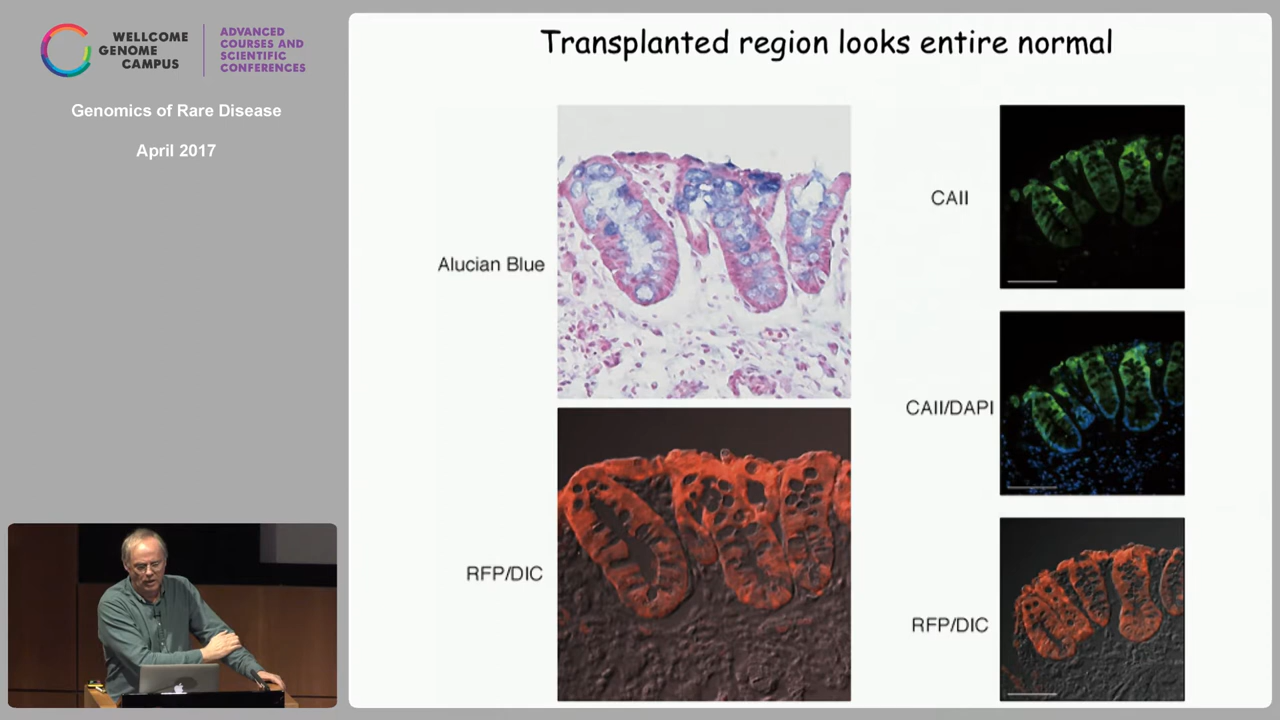 WELLCOME
GENOME
CAMPUS
ADVANCED
COURSES AND
SCIENTIFIC
CONFERENCES
Genomics of Rare Disease
April 2017
Transplanted region looks entire normal
Alucian Blue
RFP/DIC
CAII
CAII/DAPI
RFP/DIC